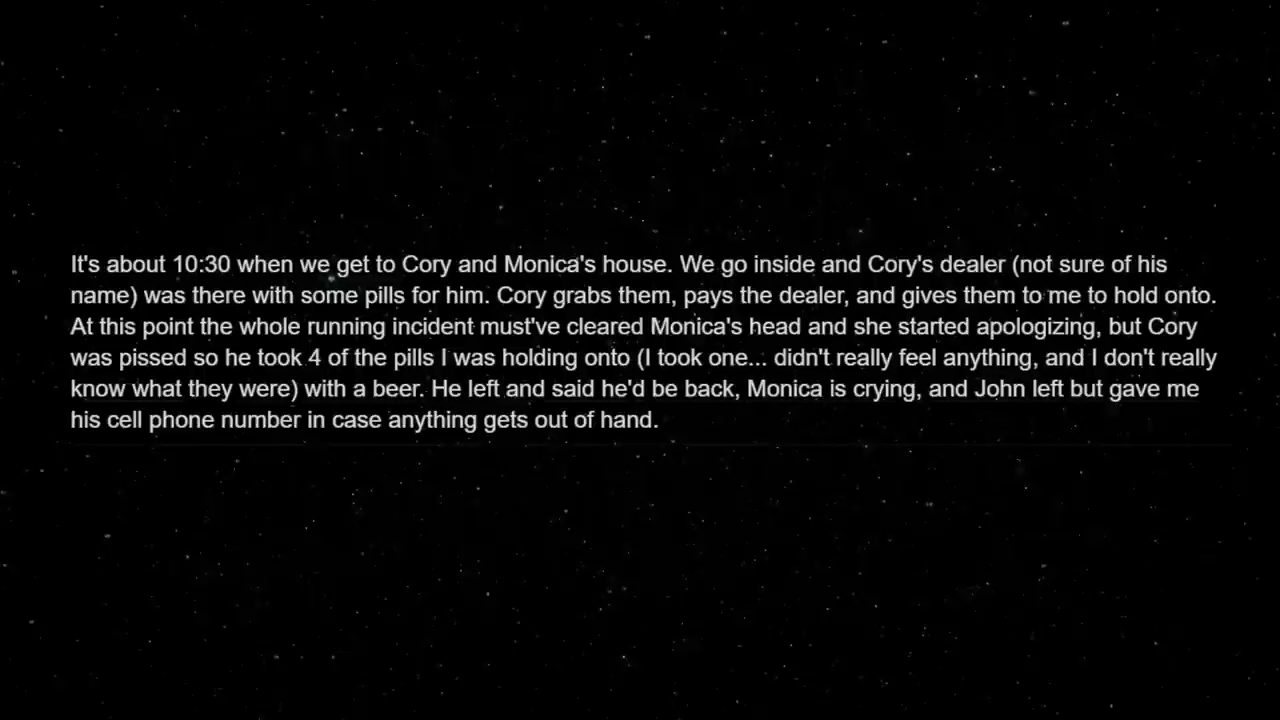 It's about 10:30 when we get to Cory and Monica's house. We go inside and Cory's dealer (not sure of his
name) was there with some pills for him. Cory grabs them, pays the dealer, and gives them to me to hold onto.
At this point the whole running incident must've cleared Monica's head and she started apologizing, but Cory
was pissed so he took 4 of the pills I was holding onto (I took one... didn't really feel anything, and I don't really
know what they were) with a beer. He left and said he'd be back, Monica is crying, and John left but gave me
his cell phone number in case anything gets out of hand.